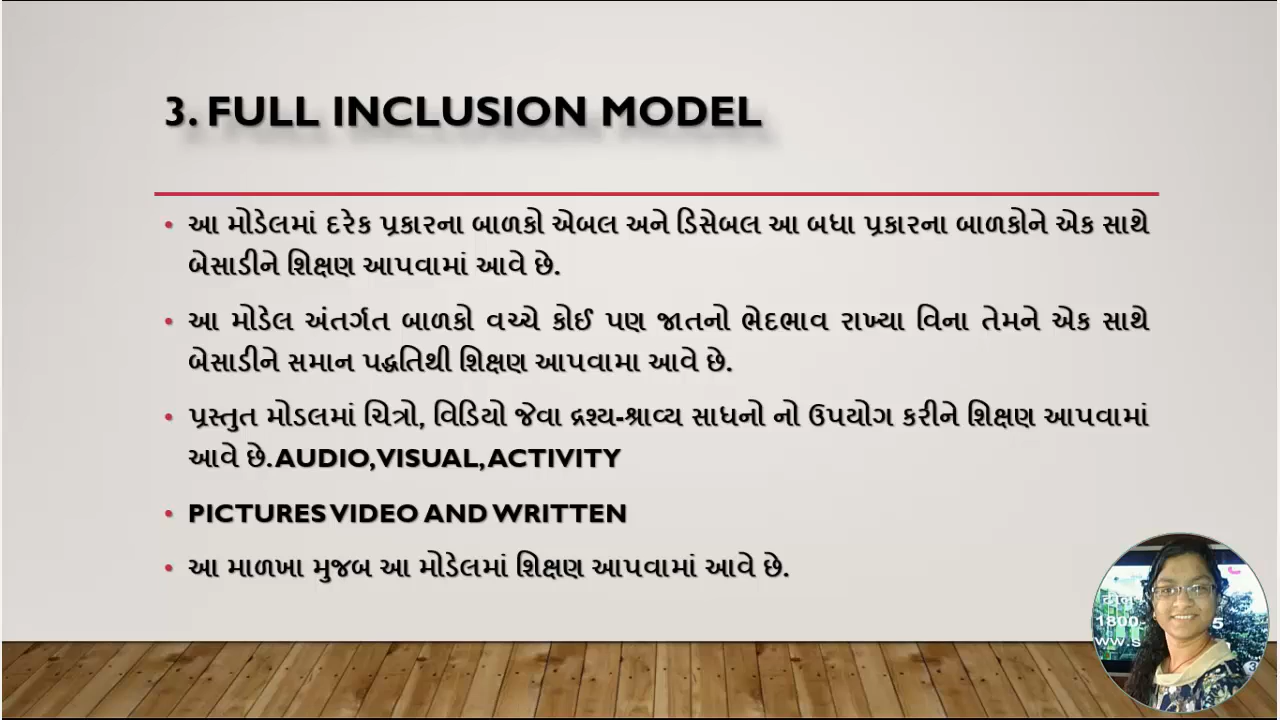 3. FULL INCLUSION MODEL
• આ મોડેલમાં દરેક પ્રકારના બાળકો એબલ અને ડિસેબલ આ બધા પ્રકારના બાળકોને એક સાથે
બેસાડીને શિક્ષણ આપવામાં આવે છે.
• આ મોડેલ અંતર્ગત બાળકો વચ્ચે કોઈ પણ જાતનો ભેદભાવ રાખ્યા વિના તેમને એક સાથે
બેસાડીને સમાન પદ્ધતિથી શિક્ષણ આપવામા આવે છે.
• પ્રસ્તુત મોડલમાં ચિત્રો, વિડિયો જેવા દ્રશ્ય-શ્રાવ્ય સાધનો નો ઉપયોગ કરીને શિક્ષણ આપવામાં
આવે છે. AUDIO, VISUAL, ACTIVITY
• PICTURES VIDEO AND WRITTEN
• આ માળખા મુજબ આ મોડેલમાં શિક્ષણ આપવામાં આવે છે.
1800- 5